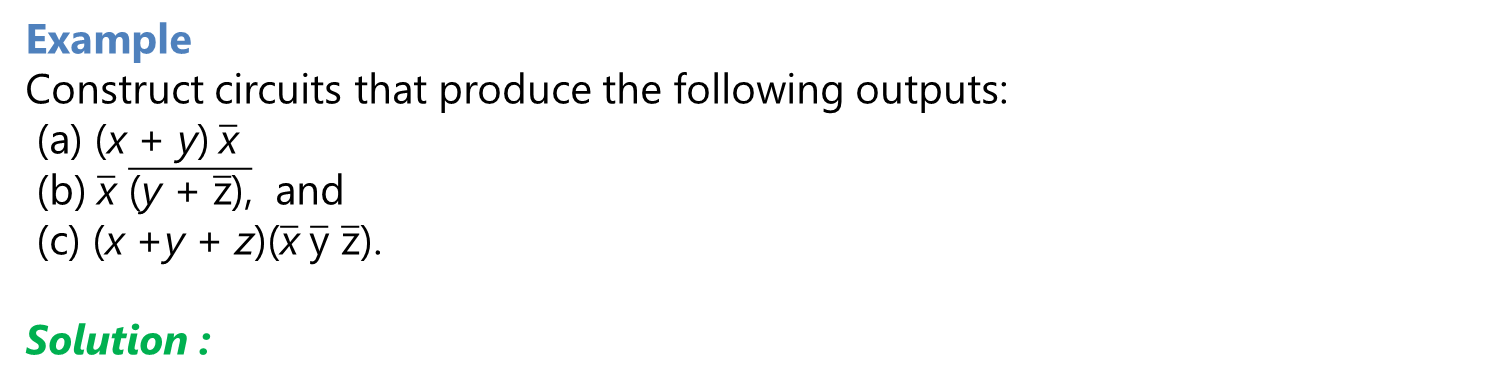 Example
Construct circuits that produce the following outputs:
(a) (x + y) x̅
(b) x̅ (̅y̅ ̅+̅ ̅z̅)̅, and
(c) (x +y + z)(x̅ y̅ z̅).
Solution :